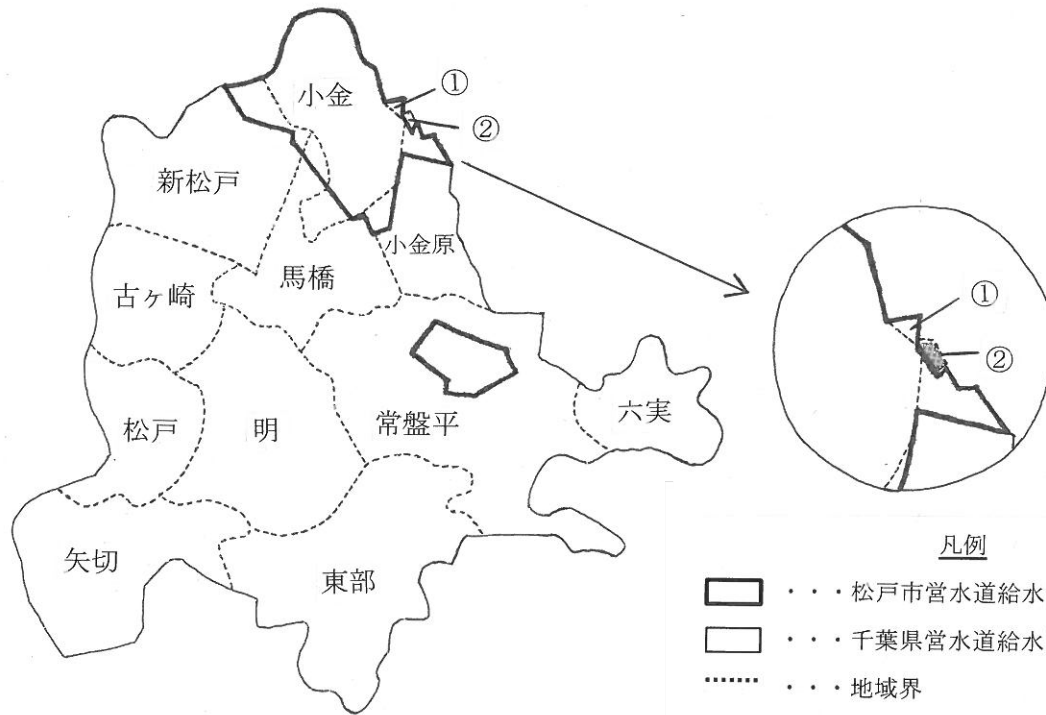 小金
①
②
新松戸
小金原
馬橋
古ヶ崎
①
②
松戸
明
常盤平
六実
矢切
東部
凡例
・・・松戸市営水道給水
・・・千葉県営水道給水
・・・地域界